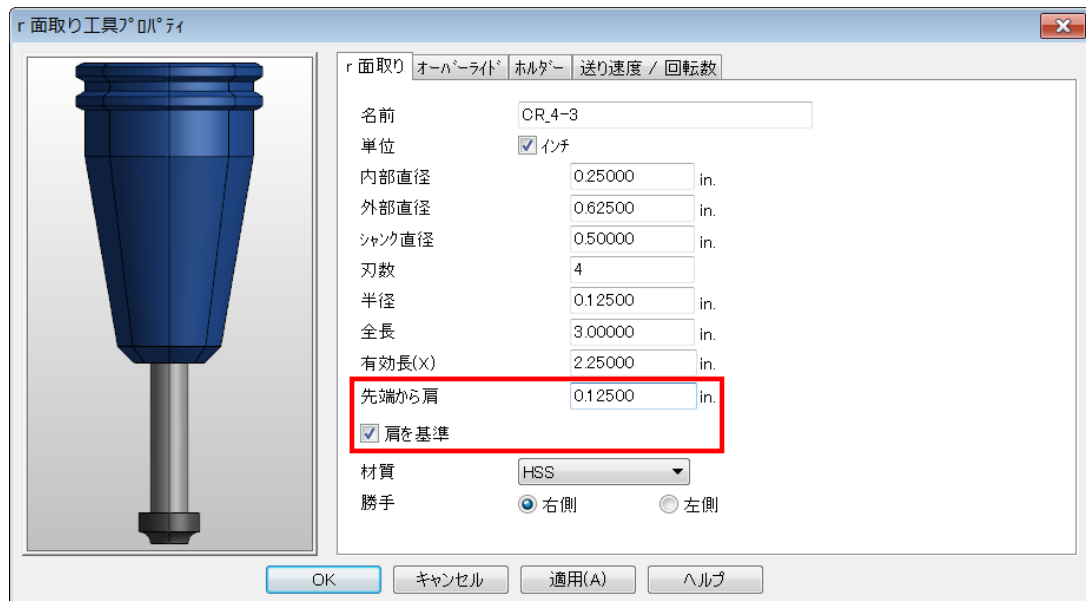 r 面取り工具ﾌﾟﾛﾊﾟﾃｨ
r 面取り ｵｰﾊﾞｰﾗｲﾄﾞ ﾎﾙﾀﾞｰ 送り速度 / 回転数
名前 CR_4-3
単位 ｲﾝﾁ
内部直径 0.25000 in.
外部直径 0.62500 in.
ｼｬﾝｸ直径 0.50000 in.
刃数 4
半径 0.12500 in.
全長 3.00000 in.
有効長(X) 2.25000 in.
先端から肩 0.12500 in.
肩を基準
材質 HSS
勝手 右側 左側
OK キャンセル 適用(A) ヘルプ